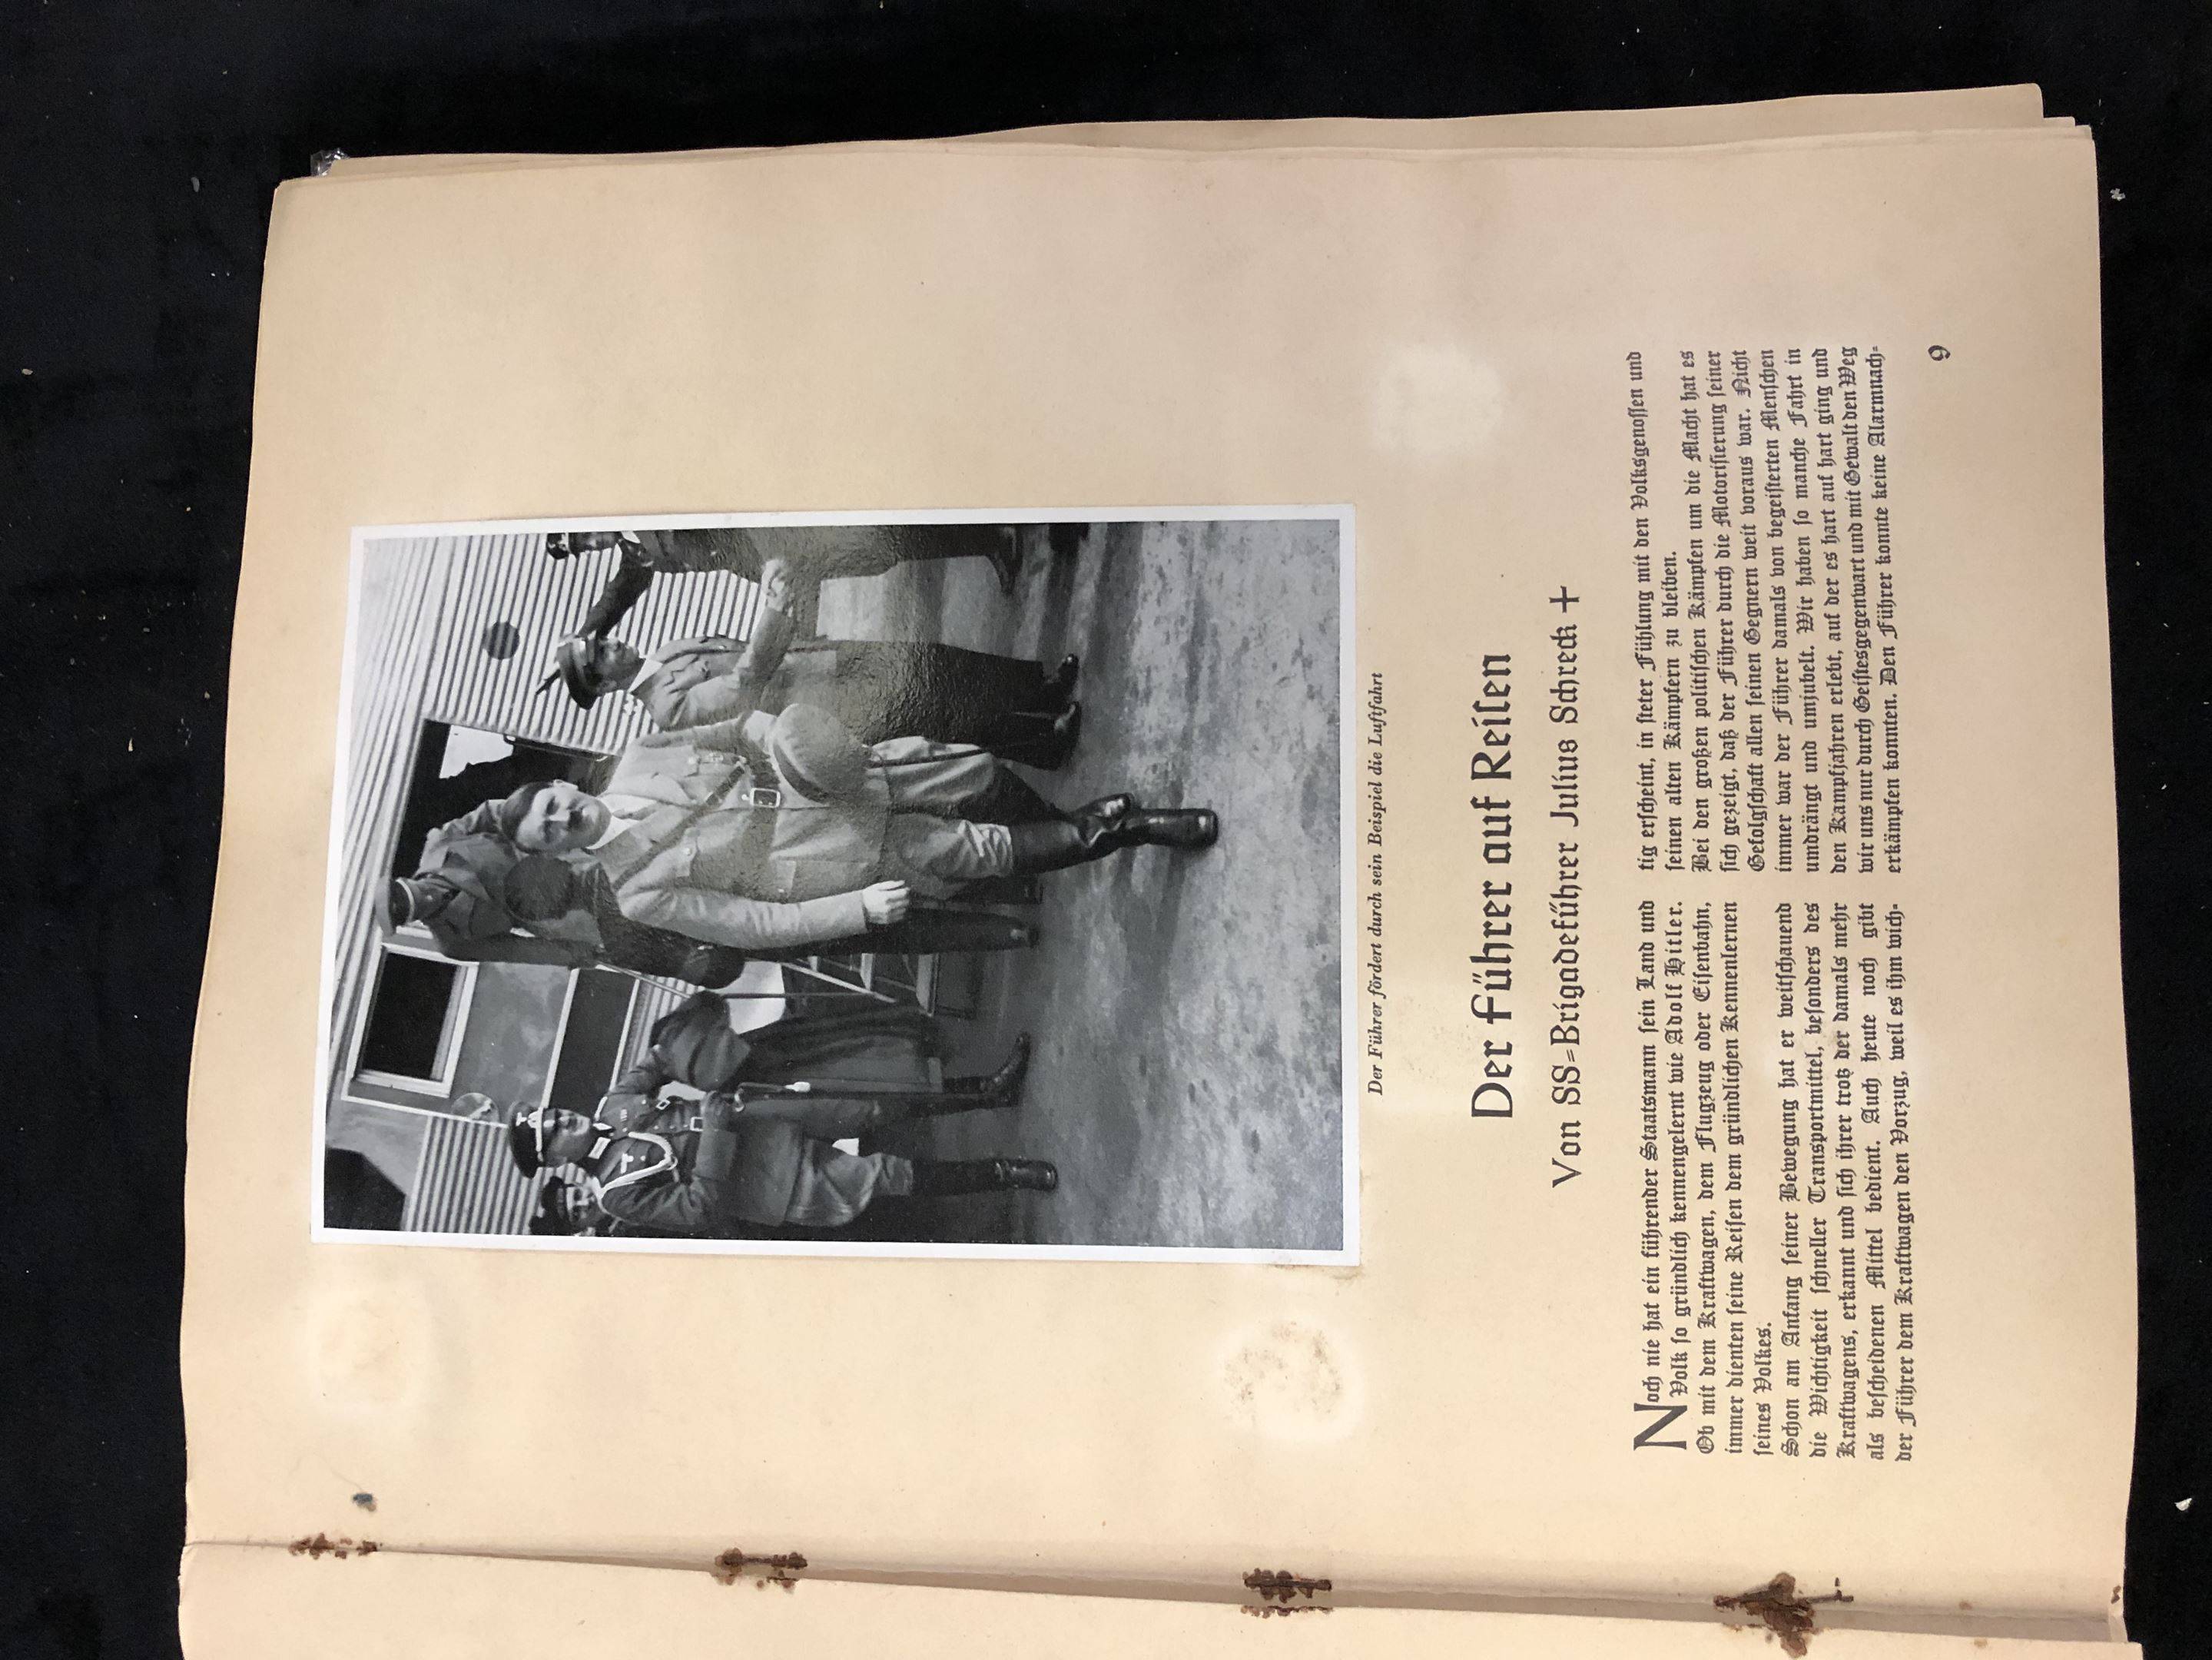 Der Führer fördert durch sein Beispiel die Luftfahrt
Der Führer auf Reisen
Von SS=Brigadeführer Julius Schreck +
Noch nie hat ein führender Staatsmann sein Land und
Volk so gründlich kennengelernt wie Adolf Hitler.
Ob mit dem Kraftwagen, dem Flugzeug oder Eisenbahn,
immer dienten seine Reisen dem gründlichen Kennenlernen
seines Volkes.
Schon am Anfang seiner Bewegung hat er weitschauend
die Wichtigkeit schneller Transportmittel, besonders des
Kraftwagens, erkannt und sich ihrer trotz der damals mehr
als bescheidenen Mittel bedient. Auch heute noch gibt
der Führer dem Kraftwagen den Vorzug, weil es ihm wich=
tig erscheint, in steter Fühlung mit den Volksgenossen und
seinen alten Kämpfern zu bleiben.
Bei den großen politischen Kämpfen um die Macht hat es
sich gezeigt, daß der Führer durch die Motorisierung seiner
Gefolgschaft allen seinen Gegnern weit voraus war. Nicht
immer war der Führer damals von begeisterten Menschen
umdrängt und umjubelt. Wir haben so manche Fahrt in
den Kampfjahren erlebt, auf der es hart auf hart ging und
wir uns nur durch Geistesgegenwart und mit Gewalt den Weg
erkämpfen konnten. Den Führer konnte keine Alarmnach=
9